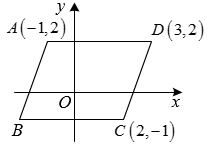 y
A(−1,2)
D(3,2)
O
x
B
C(2,−1)